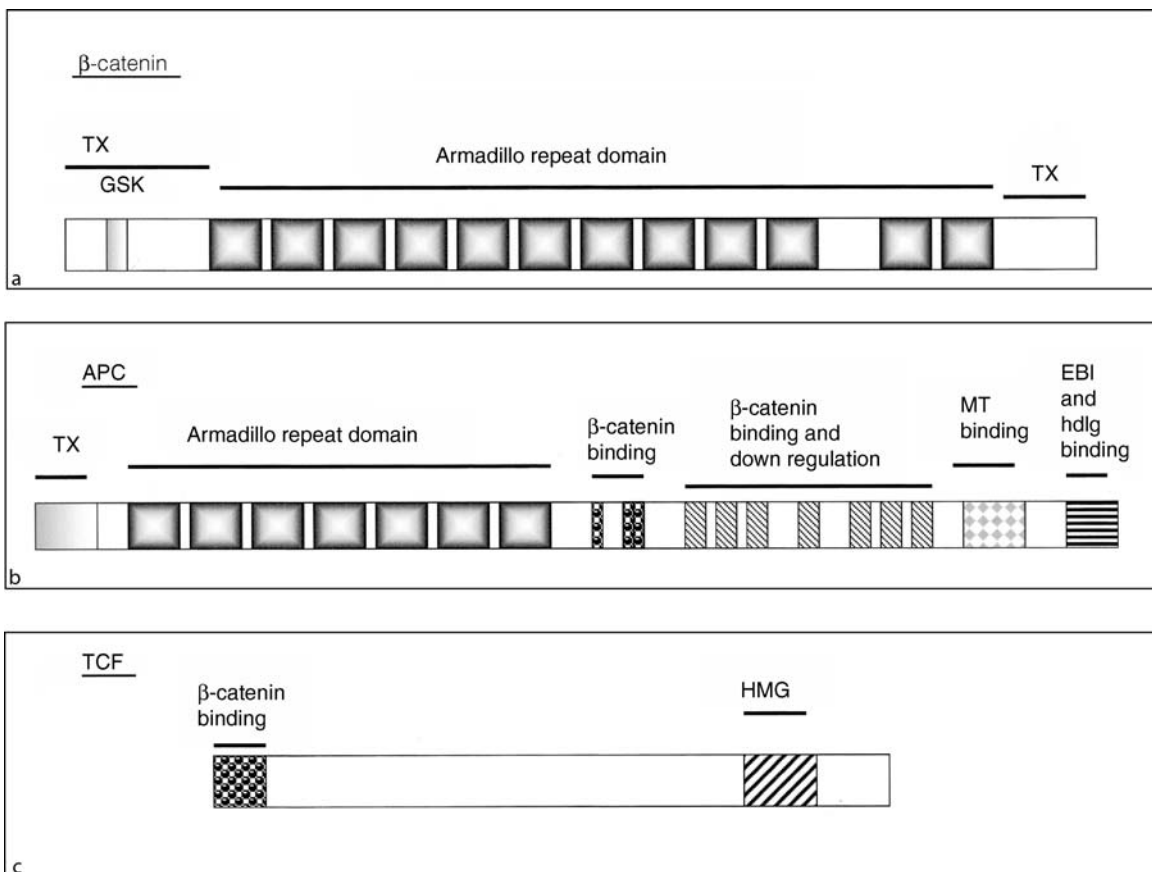 β-catenin
TX
GSK
Armadillo repeat domain
TX
a
APC
TX
Armadillo repeat domain
β-catenin
binding
β-catenin
binding and
down regulation
MT
binding
EBI
and
hdlg
binding
b
TCF
β-catenin
binding
HMG
c